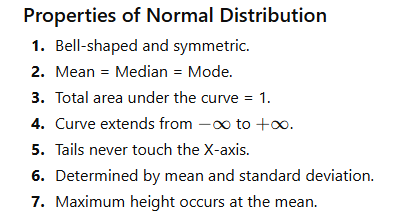 Properties of Normal Distribution
1. Bell-shaped and symmetric.
2. Mean = Median = Mode.
3. Total area under the curve = 1.
4. Curve extends from −∞ to +∞.
5. Tails never touch the X-axis.
6. Determined by mean and standard deviation.
7. Maximum height occurs at the mean.